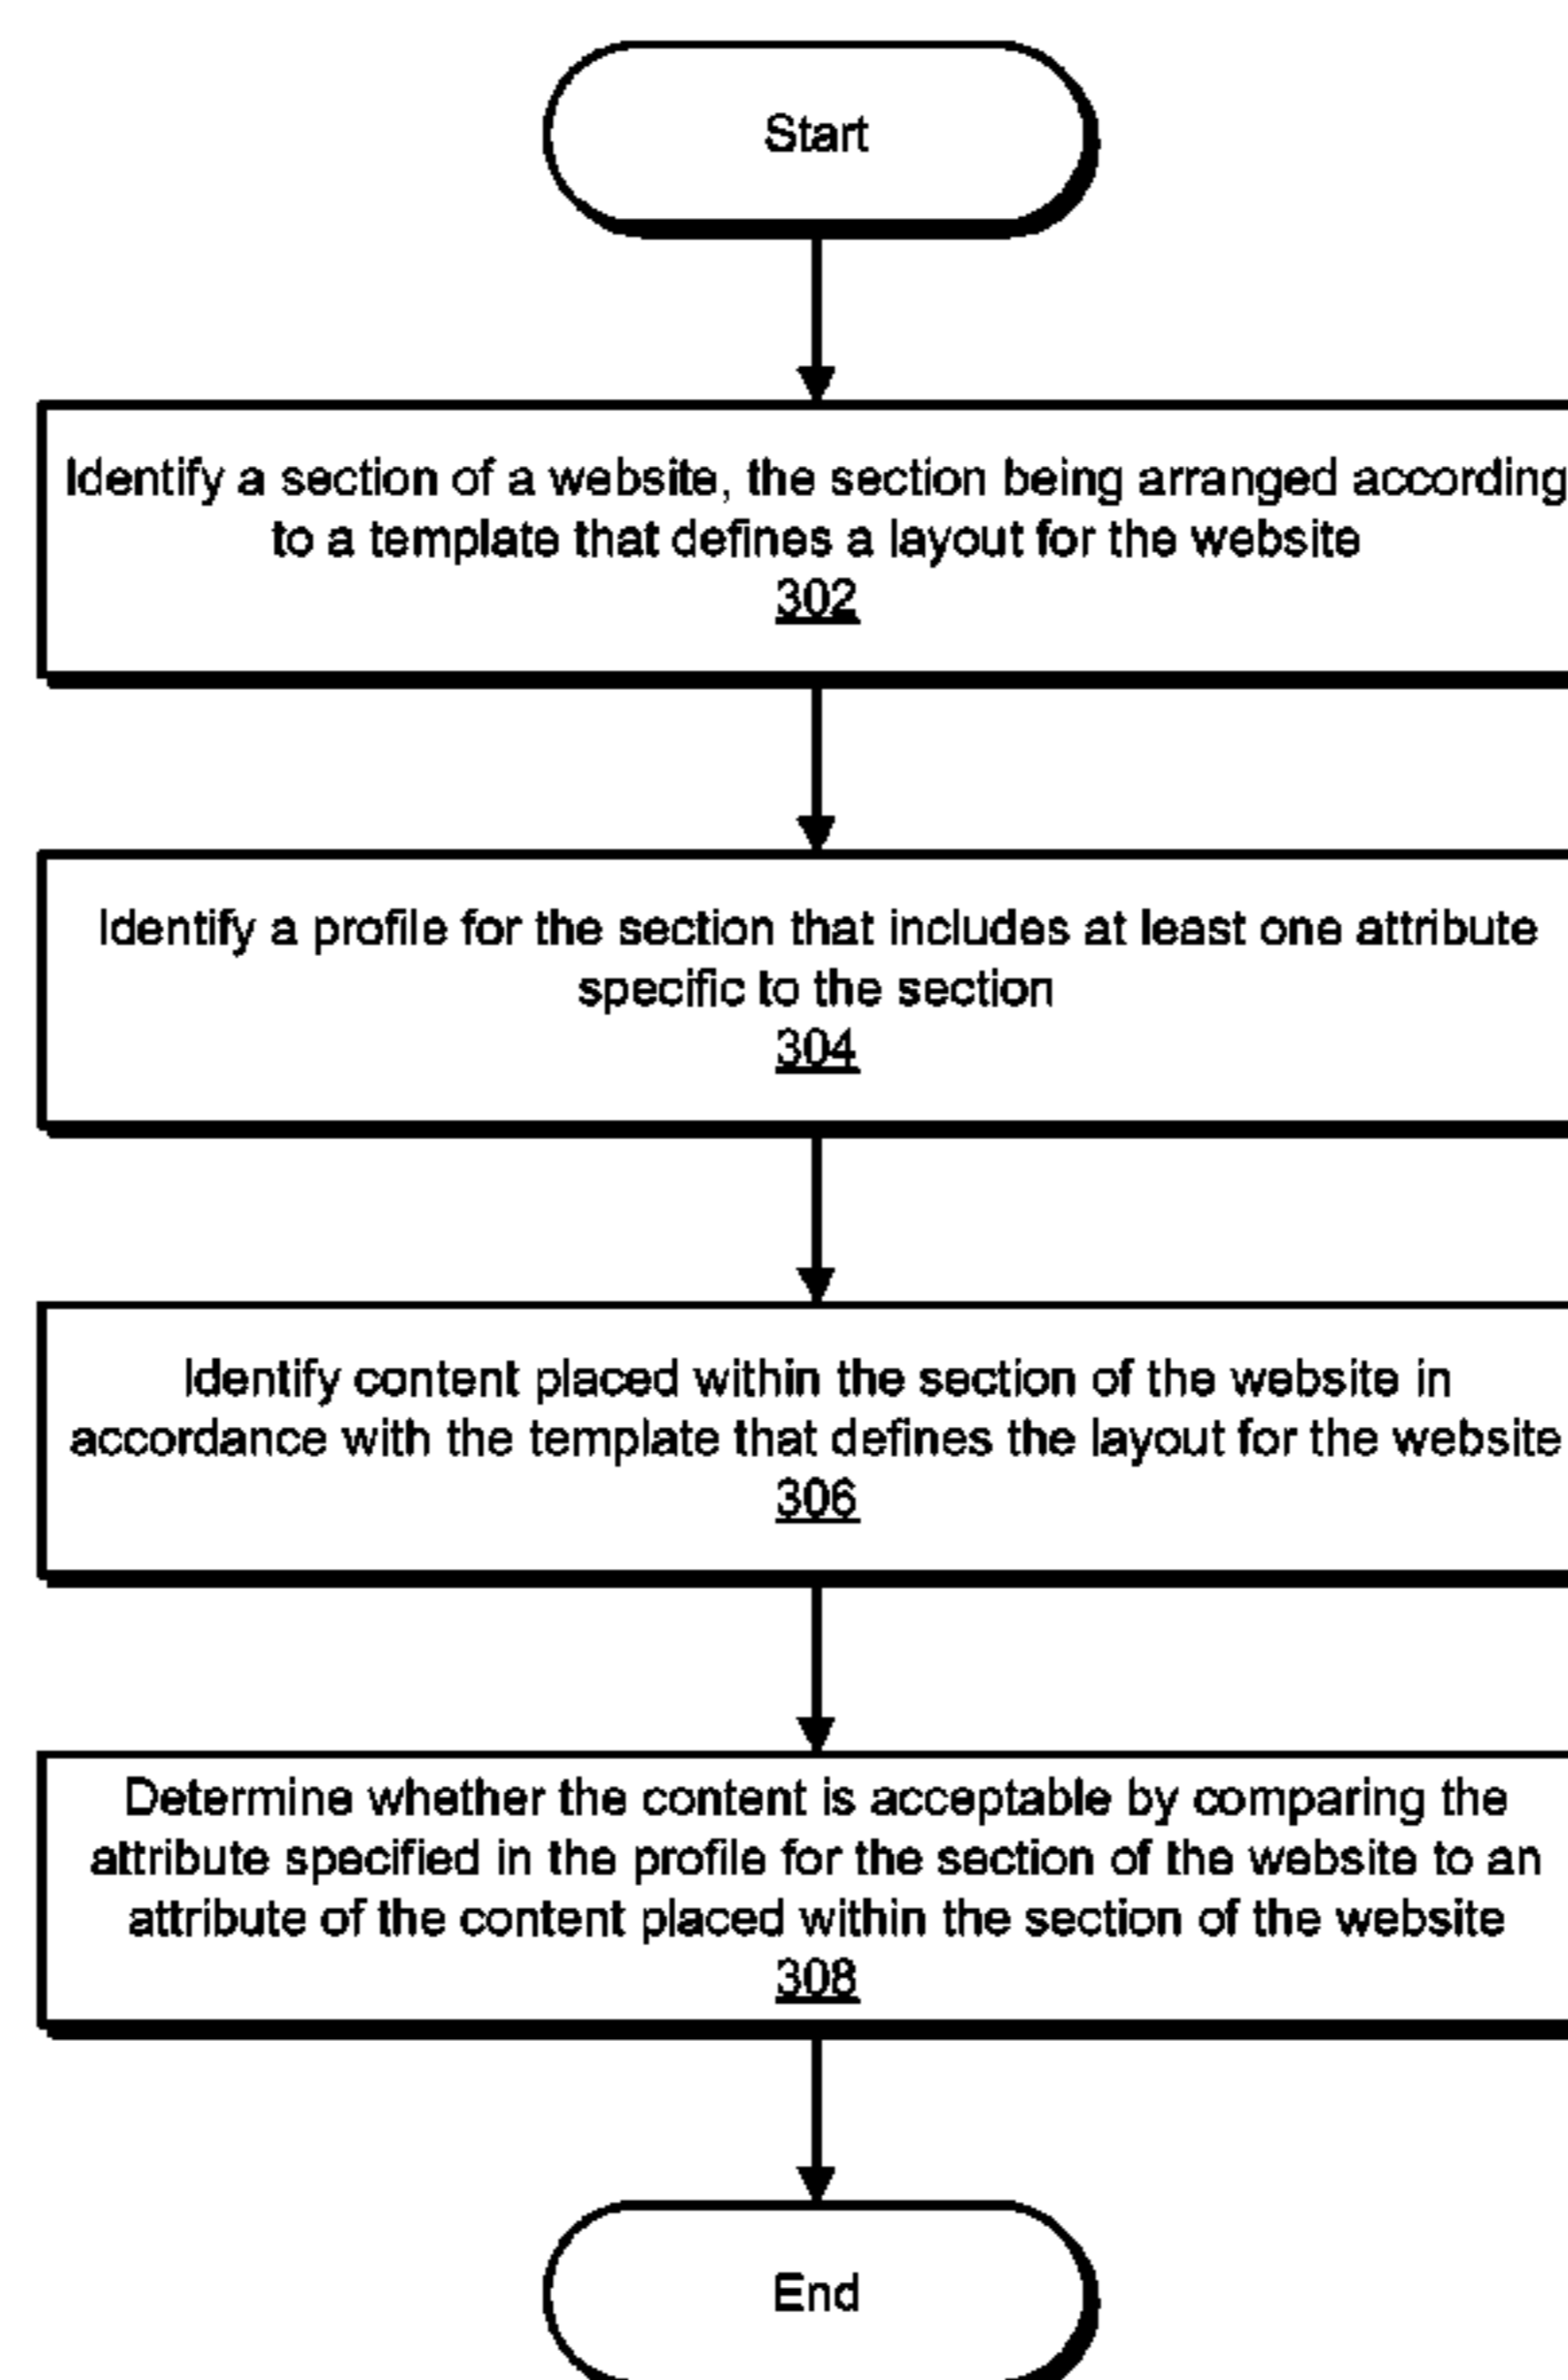 Start
Identify a section of a website, the section being arranged according
to a template that defines a layout for the website
302
Identify a profile for the section that includes at least one attribute
specific to the section
304
Identify content placed within the section of the website in
accordance with the template that defines the layout for the website
306
Determine whether the content is acceptable by comparing the
attribute specified in the profile for the section of the website to an
attribute of the content placed within the section of the website
308
End